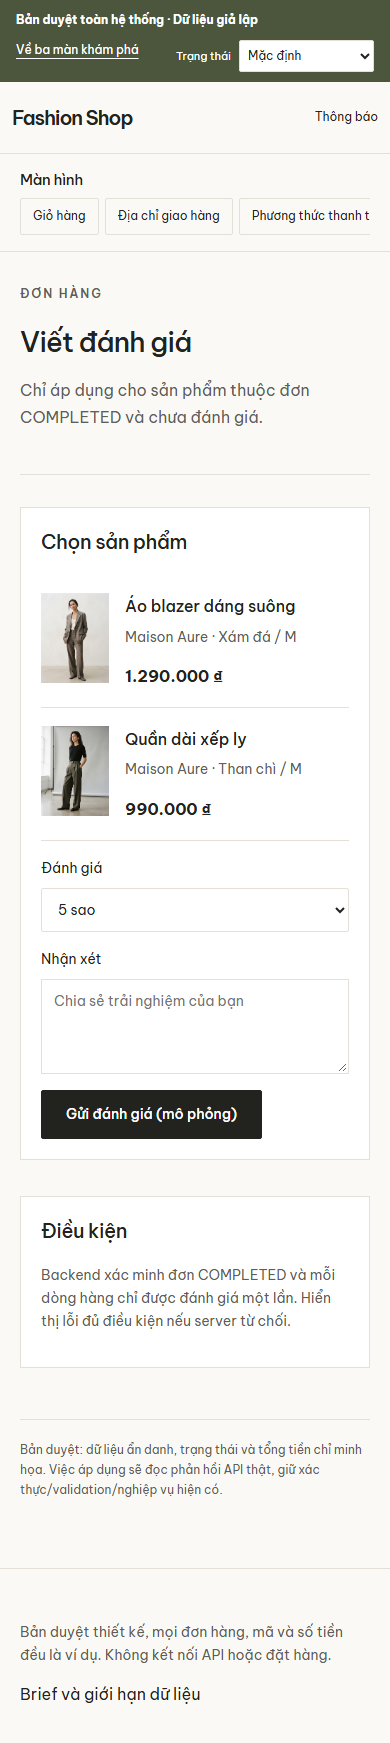 Bản duyệt toàn hệ thống · Dữ liệu giả lập
Về ba màn khám phá
Trạng thái
Mặc định
Fashion Shop
Thông báo
Màn hình
Giỏ hàng
Địa chỉ giao hàng
Phương thức thanh t
ĐƠN HÀNG
Viết đánh giá
Chỉ áp dụng cho sản phẩm thuộc đơn
COMPLETED và chưa đánh giá.
Chọn sản phẩm
Áo blazer dáng suông
Maison Aure · Xám đá / M
1.290.000 ₫
Quần dài xếp ly
Maison Aure · Than chì / M
990.000 ₫
Đánh giá
5 sao
Nhận xét
Chia sẻ trải nghiệm của bạn
Gửi đánh giá (mô phỏng)
Điều kiện
Backend xác minh đơn COMPLETED và mỗi
dòng hàng chỉ được đánh giá một lần. Hiển
thị lỗi đủ điều kiện nếu server từ chối.
Bản duyệt: dữ liệu ẩn danh, trạng thái và tổng tiền chỉ minh
họa. Việc áp dụng sẽ đọc phản hồi API thật, giữ xác
thực/validation/nghiệp vụ hiện có.
Bản duyệt thiết kế, mọi đơn hàng, mã và số tiền
đều là ví dụ. Không kết nối API hoặc đặt hàng.
Brief và giới hạn dữ liệu